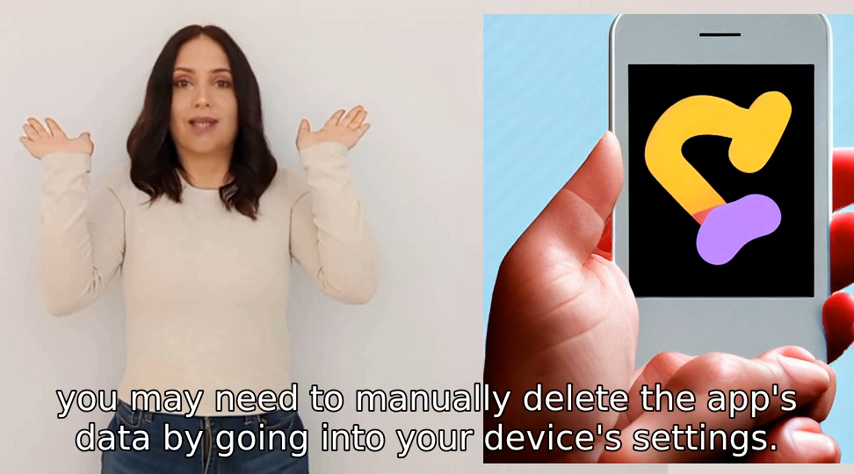 you may need to manually delete the app's
data by going into your device's settings.